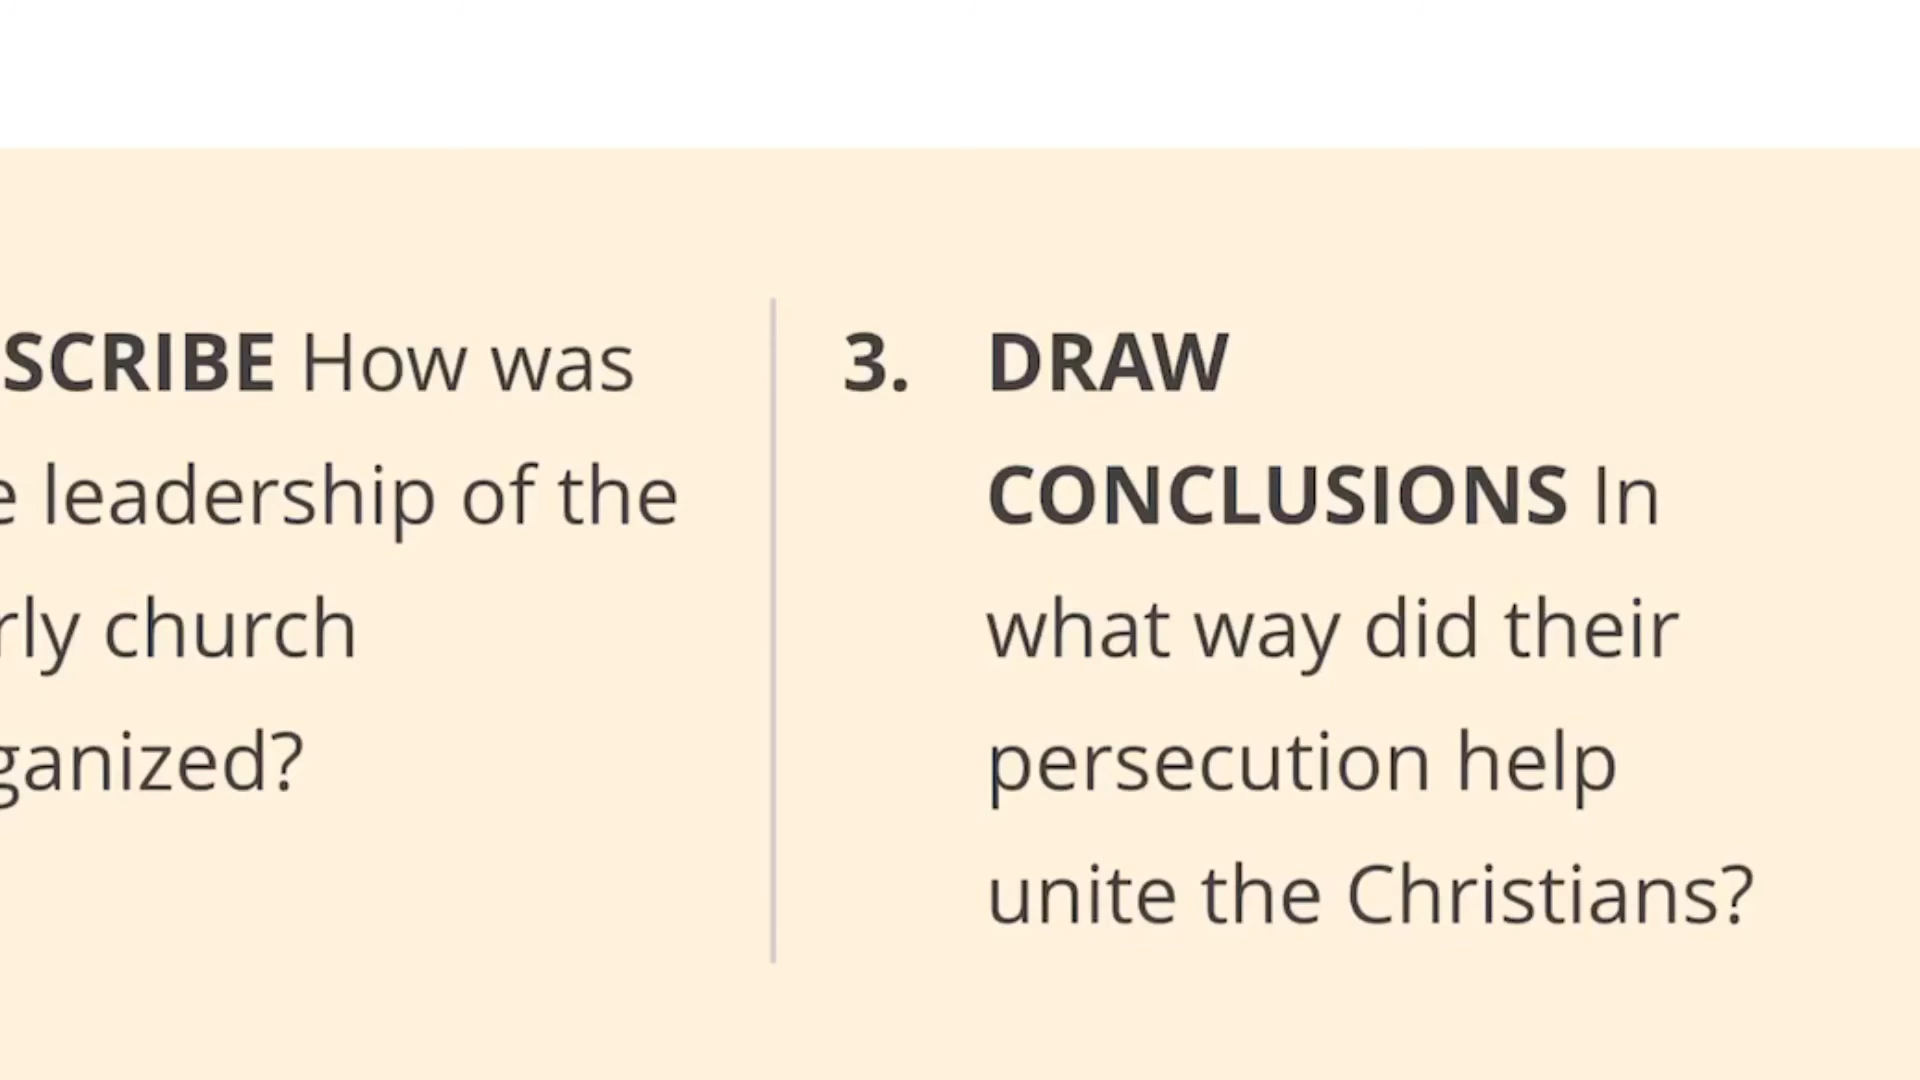 SCRIBE How was
e leadership of the
rly church
ganized?
3. DRAW
CONCLUSIONS In
what way did their
persecution help
unite the Christians?